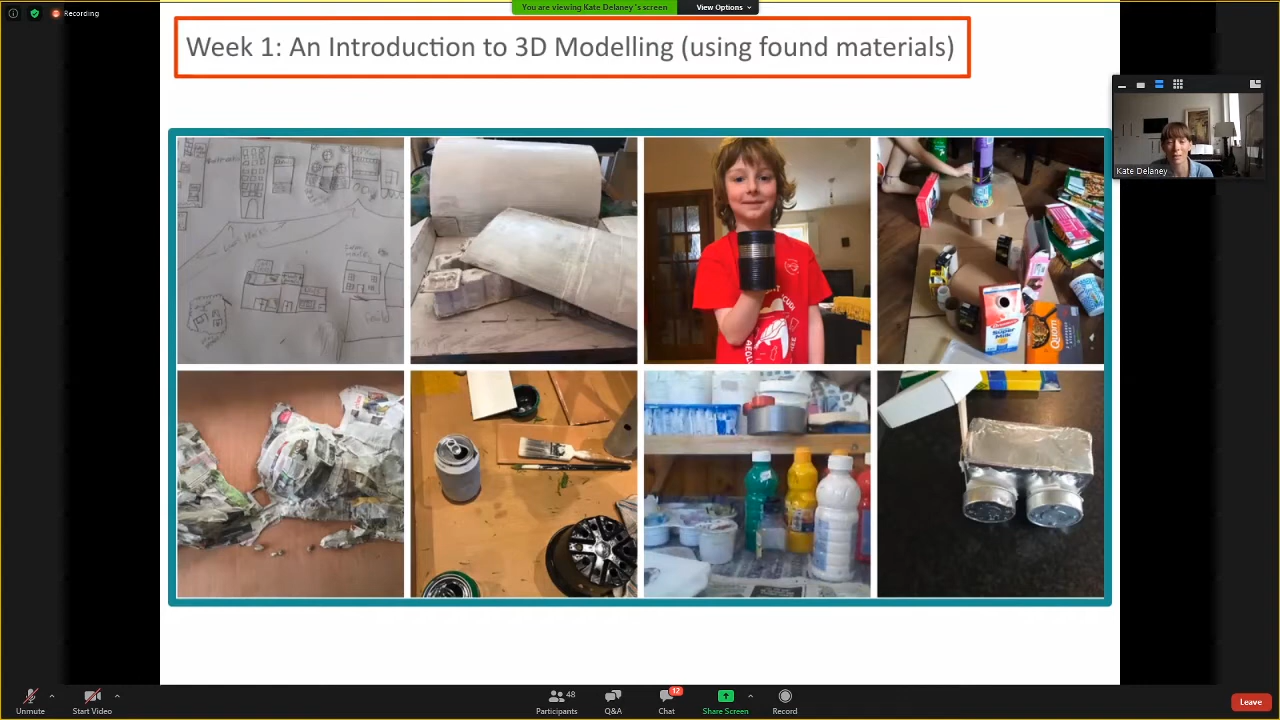 Recording
You are viewing Kate Delaney's screen
View Options
Week 1: An Introduction to 3D Modelling (using found materials)
Kate Delaney
Quorn
Unmute
Start Video
48
Participants
Q&A
12
Chat
Share Screen
Record
Leave